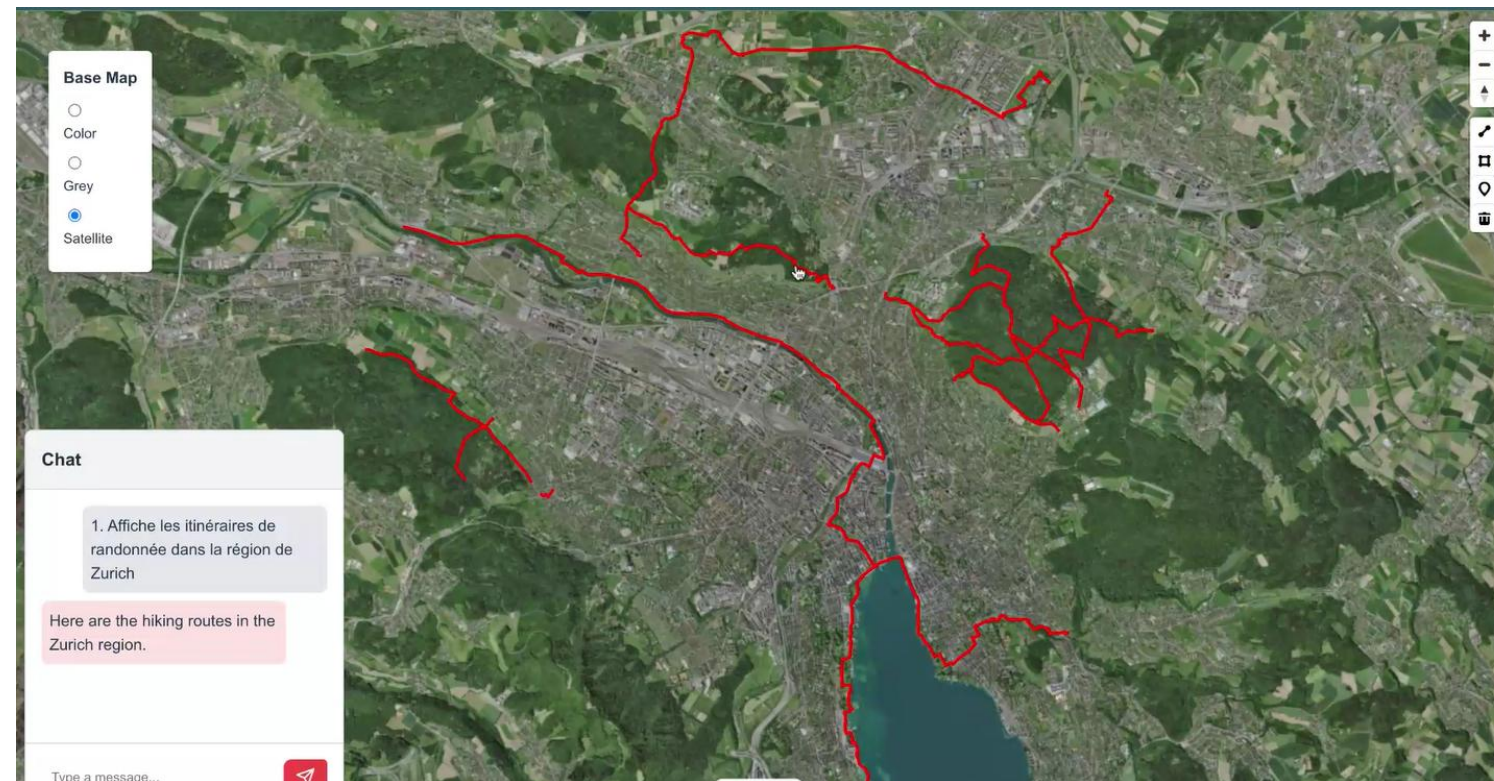 Base Map
Color
Grey
Satellite
Chat
1. Affiche les itinéraires de
randonnée dans la région de
Zurich
Here are the hiking routes in the
Zurich region.
Type a message...